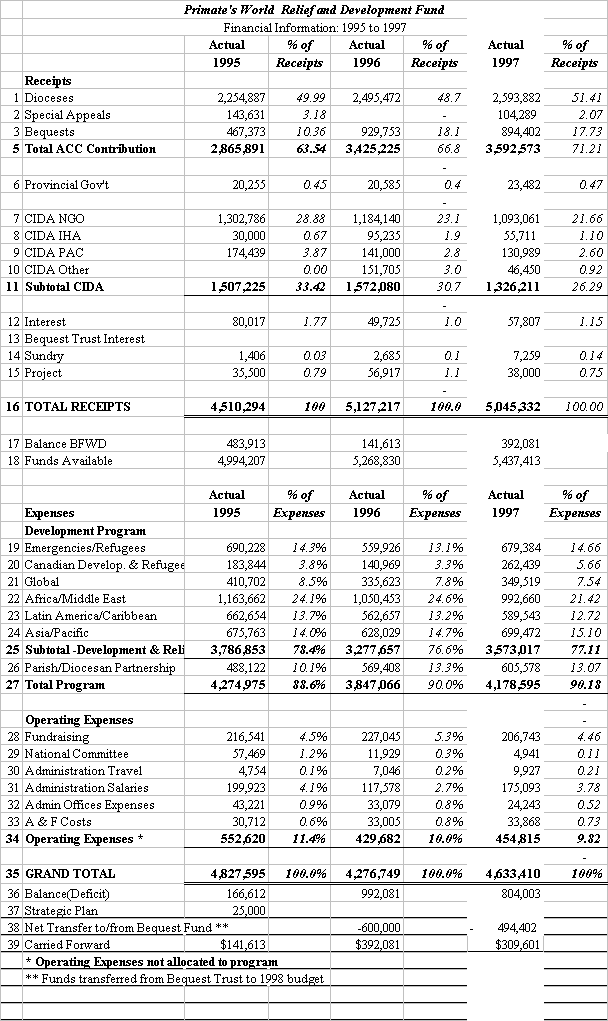 Primate's World Relief and Development Fund
Financial Information: 1995 to 1997
Actual % of Actual % of Actual % of
1995 Receipts 1996 Receipts 1997 Receipts
Receipts
1 Dioceses 2,254,887 49.99 2,495,472 48.7 2,593,882 51.41
2 Special Appeals 143,631 3.18 - 104,289 2.07
3 Bequests 467,373 10.36 929,753 18.1 894,402 17.73
5 Total ACC Contribution 2,865,891 63.54 3,425,225 66.8 3,592,573 71.21
-
6 Provincial Gov't 20,255 0.45 20,585 0.4 23,482 0.47
-
7 CIDA NGO 1,302,786 28.88 1,184,140 23.1 1,093,061 21.66
8 CIDA IHA 30,000 0.67 95,235 1.9 55,711 1.10
9 CIDA PAC 174,439 3.87 141,000 2.8 130,989 2.60
10 CIDA Other 0.00 151,705 3.0 46,450 0.92
11 Subtotal CIDA 1,507,225 33.42 1,572,080 30.7 1,326,211 26.29
-
12 Interest 80,017 1.77 49,725 1.0 57,807 1.15
13 Bequest Trust Interest
14 Sundry 1,406 0.03 2,685 0.1 7,259 0.14
15 Project 35,500 0.79 56,917 1.1 38,000 0.75
-
16 TOTAL RECEIPTS 4,510,294 100 5,127,217 100.0 5,045,332 100.00
17 Balance BFWD 483,913 141,613 392,081
18 Funds Available 4,994,207 5,268,830 5,437,413
Actual % of Actual % of Actual % of
Expenses 1995 Expenses 1996 Expenses 1997 Expenses
Development Program
19 Emergencies/Refugees 690,228 14.3% 559,926 13.1% 679,384 14.66
20 Canadian Develop. & Refugee 183,844 3.8% 140,969 3.3% 262,439 5.66
21 Global 410,702 8.5% 335,623 7.8% 349,519 7.54
22 Africa/Middle East 1,163,662 24.1% 1,050,453 24.6% 992,660 21.42
23 Latin America/Caribbean 662,654 13.7% 562,657 13.2% 589,543 12.72
24 Asia/Pacific 675,763 14.0% 628,029 14.7% 699,472 15.10
25 Subtotal -Development & Reli 3,786,853 78.4% 3,277,657 76.6% 3,573,017 77.11
26 Parish/Diocesan Partnership 488,122 10.1% 569,408 13.3% 605,578 13.07
27 Total Program 4,274,975 88.6% 3,847,066 90.0% 4,178,595 90.18
-
Operating Expenses -
28 Fundraising 216,541 4.5% 227,045 5.3% 206,743 4.46
29 National Committee 57,469 1.2% 11,929 0.3% 4,941 0.11
30 Administration Travel 4,754 0.1% 7,046 0.2% 9,927 0.21
31 Administration Salaries 199,923 4.1% 117,578 2.7% 175,093 3.78
32 Admin Offices Expenses 43,221 0.9% 33,079 0.8% 24,243 0.52
33 A & F Costs 30,712 0.6% 33,005 0.8% 33,868 0.73
34 Operating Expenses * 552,620 11.4% 429,682 10.0% 454,815 9.82
-
35 GRAND TOTAL 4,827,595 100.0% 4,276,749 100.0% 4,633,410 100%
36 Balance(Deficit) 166,612 992,081 804,003
37 Strategic Plan 25,000
38 Net Transfer to/from Bequest Fund ** -600,000 - 494,402
39 Carried Forward $141,613 $392,081 $309,601
* Operating Expenses not allocated to program
** Funds transferred from Bequest Trust to 1998 budget